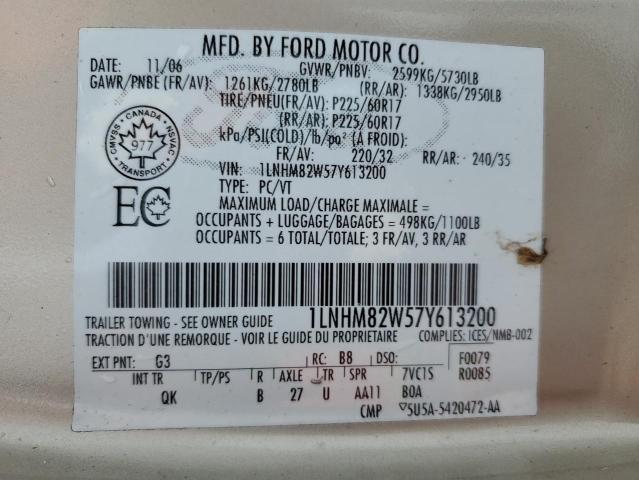 MFD. BY FORD MOTOR CO.
DATE: 11/06 GVWR/PNBV: 2599KG/5730LB
GAWR/PNBE (FR/AV): 1261KG/2780LB (RR/AR): 1338KG/2950LB
TIRE/PNEU(FR/AV): P225/60R17
(RR/AR): P225/60R17
kPa/PSI(COLD)/lb/po² (A FROID):
FR/AV: 220/32 RR/AR: 240/35
VIN: 1LNHM82W57Y613200
TYPE: PC/VT
MAXIMUM LOAD/CHARGE MAXIMALE =
OCCUPANTS + LUGGAGE/BAGAGES = 498KG/1100LB
OCCUPANTS = 6 TOTAL/TOTALE; 3 FR/AV, 3 RR/AR
CANADA
CMVSS NSVAC
977
TRANSPORT
EC
1LNHM82W57Y613200
TRAILER TOWING - SEE OWNER GUIDE
TRACTION D'UNE REMORQUE - VOIR LE GUIDE DU PROPRIETAIRE COMPLIES: ICES/NMB-002
EXT PNT: G3 RC: B8 DSO: F0079
INT TR TP/PS R AXLE TR SPR 7VC1S R0085
QK B 27 U AA11 B0A
CMP 5U5A-5420472-AA